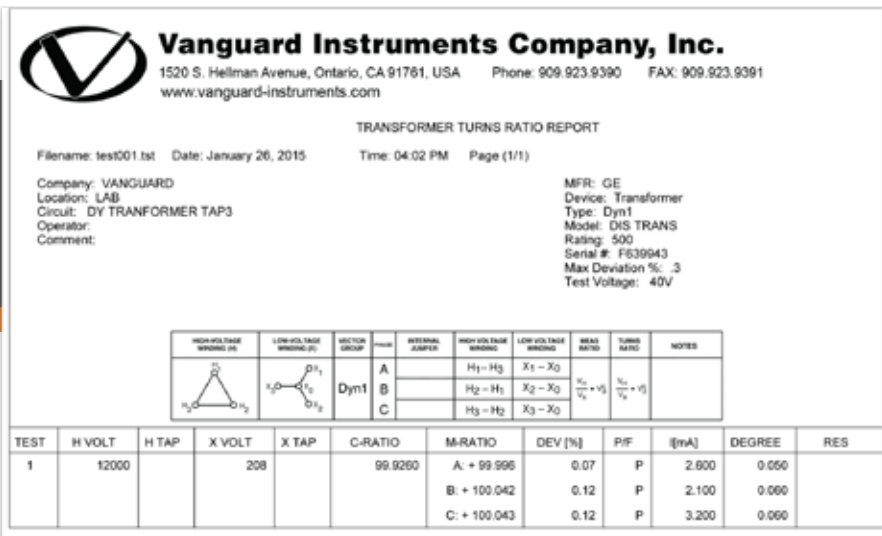 Vanguard Instruments Company, Inc.
1520 S. Hellman Avenue, Ontario, CA 91761, USA Phone: 909.923.9390 FAX: 909.923.9391
www.vanguard-instruments.com
TRANSFORMER TURNS RATIO REPORT
Filename: test001.tst Date: January 26, 2015 Time: 04:02 PM Page (1/1)
Company: VANGUARD
Location: LAB
Circuit: DY TRANFORMER TAP3
Operator:
Comment:
MFR: GE
Device: Transformer
Type: Dyn1
Model: DIS TRANS
Rating: 500
Serial #: F639943
Max Deviation %: .3
Test Voltage: 40V
HIGH-VOLTAGE WINDING (H) LOW-VOLTAGE WINDING (X) VECTOR GROUP PHASE INTERNAL JUMPER HIGH VOLTAGE WINDING LOW VOLTAGE WINDING MEAS RATIO TURNS RATIO NOTES
Dyn1
A H1 – H3 X1 – X0
B H2 – H1 X2 – X0
C H3 – H2 X3 – X0
TEST H VOLT H TAP X VOLT X TAP C-RATIO M-RATIO DEV [%] P/F I[mA] DEGREE RES
1 12000 208 99.9260 A: + 99.996 0.07 P 2.600 0.050
B: + 100.042 0.12 P 2.100 0.060
C: + 100.043 0.12 P 3.200 0.060